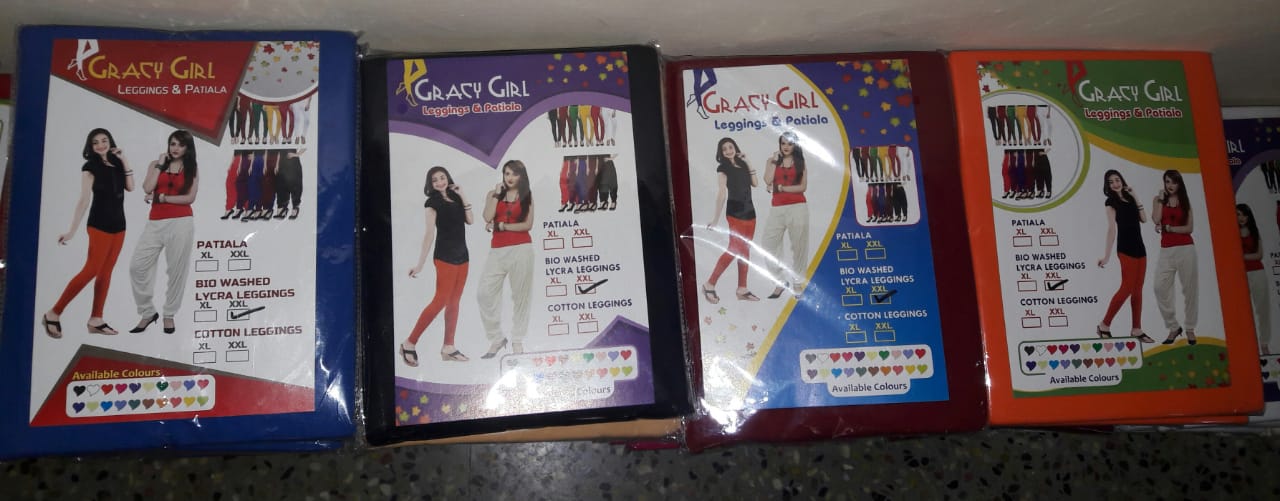 GRACY GIRL
LEGGINGS & PATIALA
PATIALA
XL XXL
BIO WASHED
LYCRA LEGGINGS
XL XXL
COTTON LEGGINGS
XL XXL
Available Colours
GRACY GIRL
Leggings & Patiala
PATIALA
XL XXL
BIO WASHED
LYCRA LEGGINGS
XL XXL
COTTON LEGGINGS
XL XXL
GRACY GIRL
Leggings & Patiala
PATIALA
XL XXL
BIO WASHED
LYCRA LEGGINGS
XL XXL
COTTON LEGGINGS
XL XXL
Available Colours
GRACY GIRL
Leggings & Patiala
PATIALA
XL XXL
BIO WASHED
LYCRA LEGGINGS
XL XXL
COTTON LEGGINGS
XL XXL
Available Colours